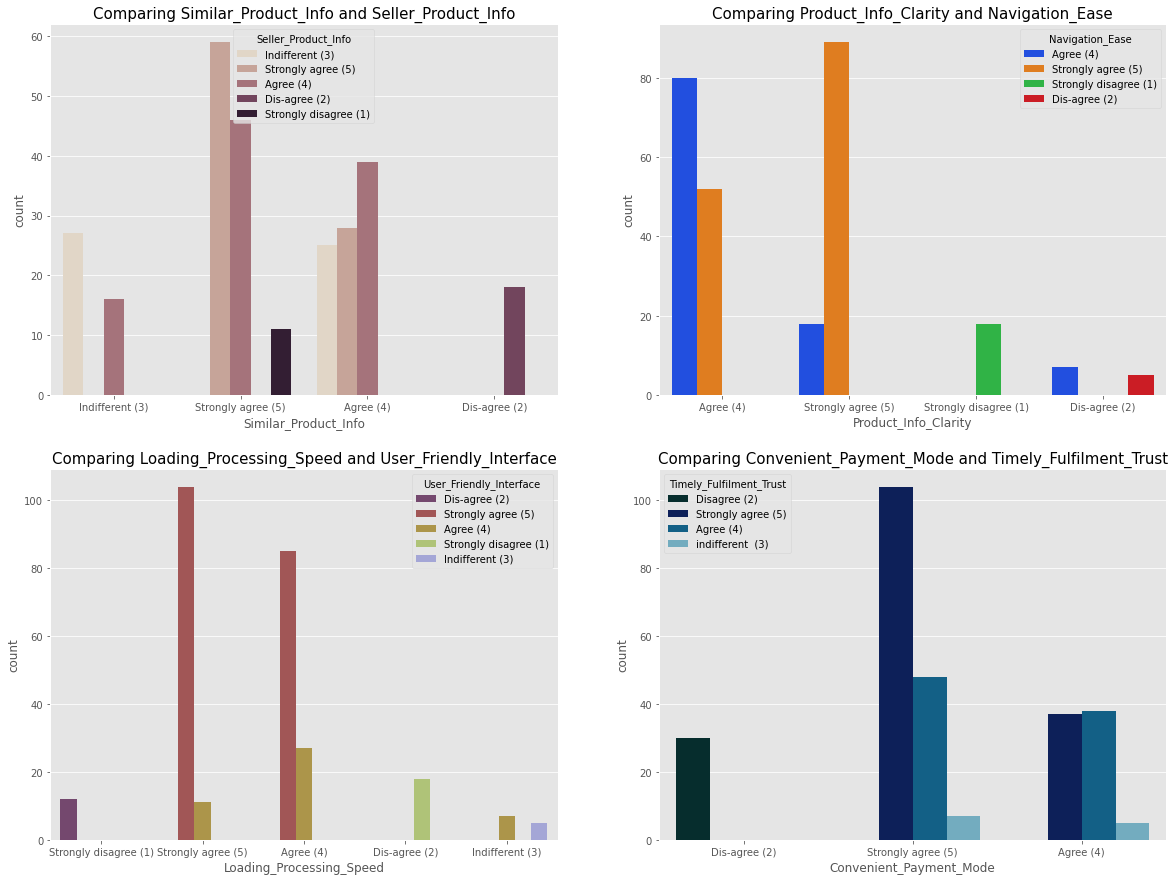 Comparing Similar_Product_Info and Seller_Product_Info
Seller_Product_Info
Indifferent (3)
Strongly agree (5)
Agree (4)
Dis-agree (2)
Strongly disagree (1)
60
50
40
30
20
10
0
count
Indifferent (3)
Strongly agree (5)
Agree (4)
Dis-agree (2)
Similar_Product_Info
Comparing Product_Info_Clarity and Navigation_Ease
Navigation_Ease
Agree (4)
Strongly agree (5)
Strongly disagree (1)
Dis-agree (2)
80
60
40
20
0
count
Agree (4)
Strongly agree (5)
Strongly disagree (1)
Dis-agree (2)
Product_Info_Clarity
Comparing Loading_Processing_Speed and User_Friendly_Interface
User_Friendly_Interface
Dis-agree (2)
Strongly agree (5)
Agree (4)
Strongly disagree (1)
Indifferent (3)
100
80
60
40
20
0
count
Strongly disagree (1)
Strongly agree (5)
Agree (4)
Dis-agree (2)
Indifferent (3)
Loading_Processing_Speed
Comparing Convenient_Payment_Mode and Timely_Fulfilment_Trust
Timely_Fulfilment_Trust
Disagree (2)
Strongly agree (5)
Agree (4)
indifferent  (3)
100
80
60
40
20
0
count
Dis-agree (2)
Strongly agree (5)
Agree (4)
Convenient_Payment_Mode